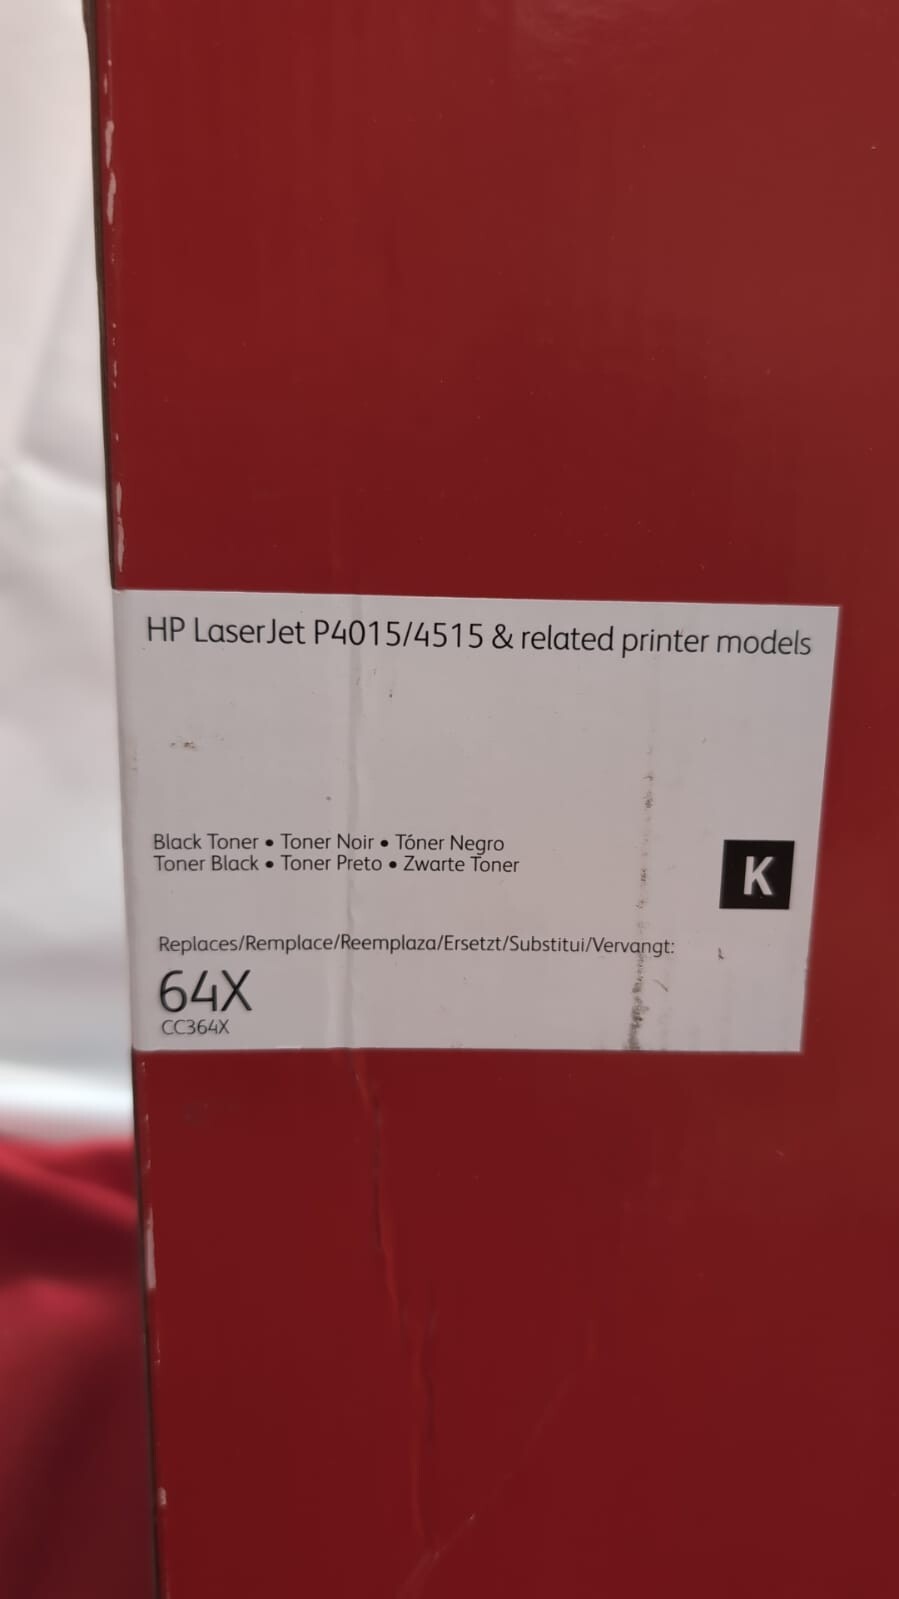 HP LaserJet P4015/4515 & related printer models
Black Toner • Toner Noir • Tóner Negro
Toner Black • Toner Preto • Zwarte Toner
K
Replaces/Remplace/Reemplaza/Ersetzt/Substitui/Vervangt:
64X
CC364X